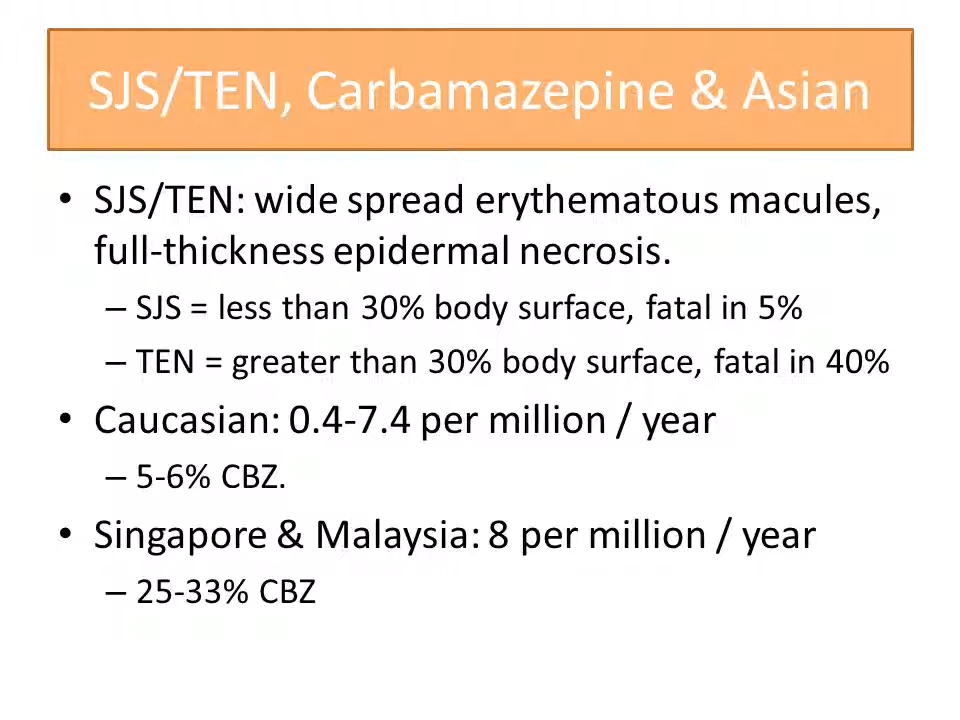 SJS/TEN, Carbamazepine & Asian
• SJS/TEN: wide spread erythematous macules,
full-thickness epidermal necrosis.
– SJS = less than 30% body surface, fatal in 5%
– TEN = greater than 30% body surface, fatal in 40%
• Caucasian: 0.4-7.4 per million / year
– 5-6% CBZ.
• Singapore & Malaysia: 8 per million / year
– 25-33% CBZ